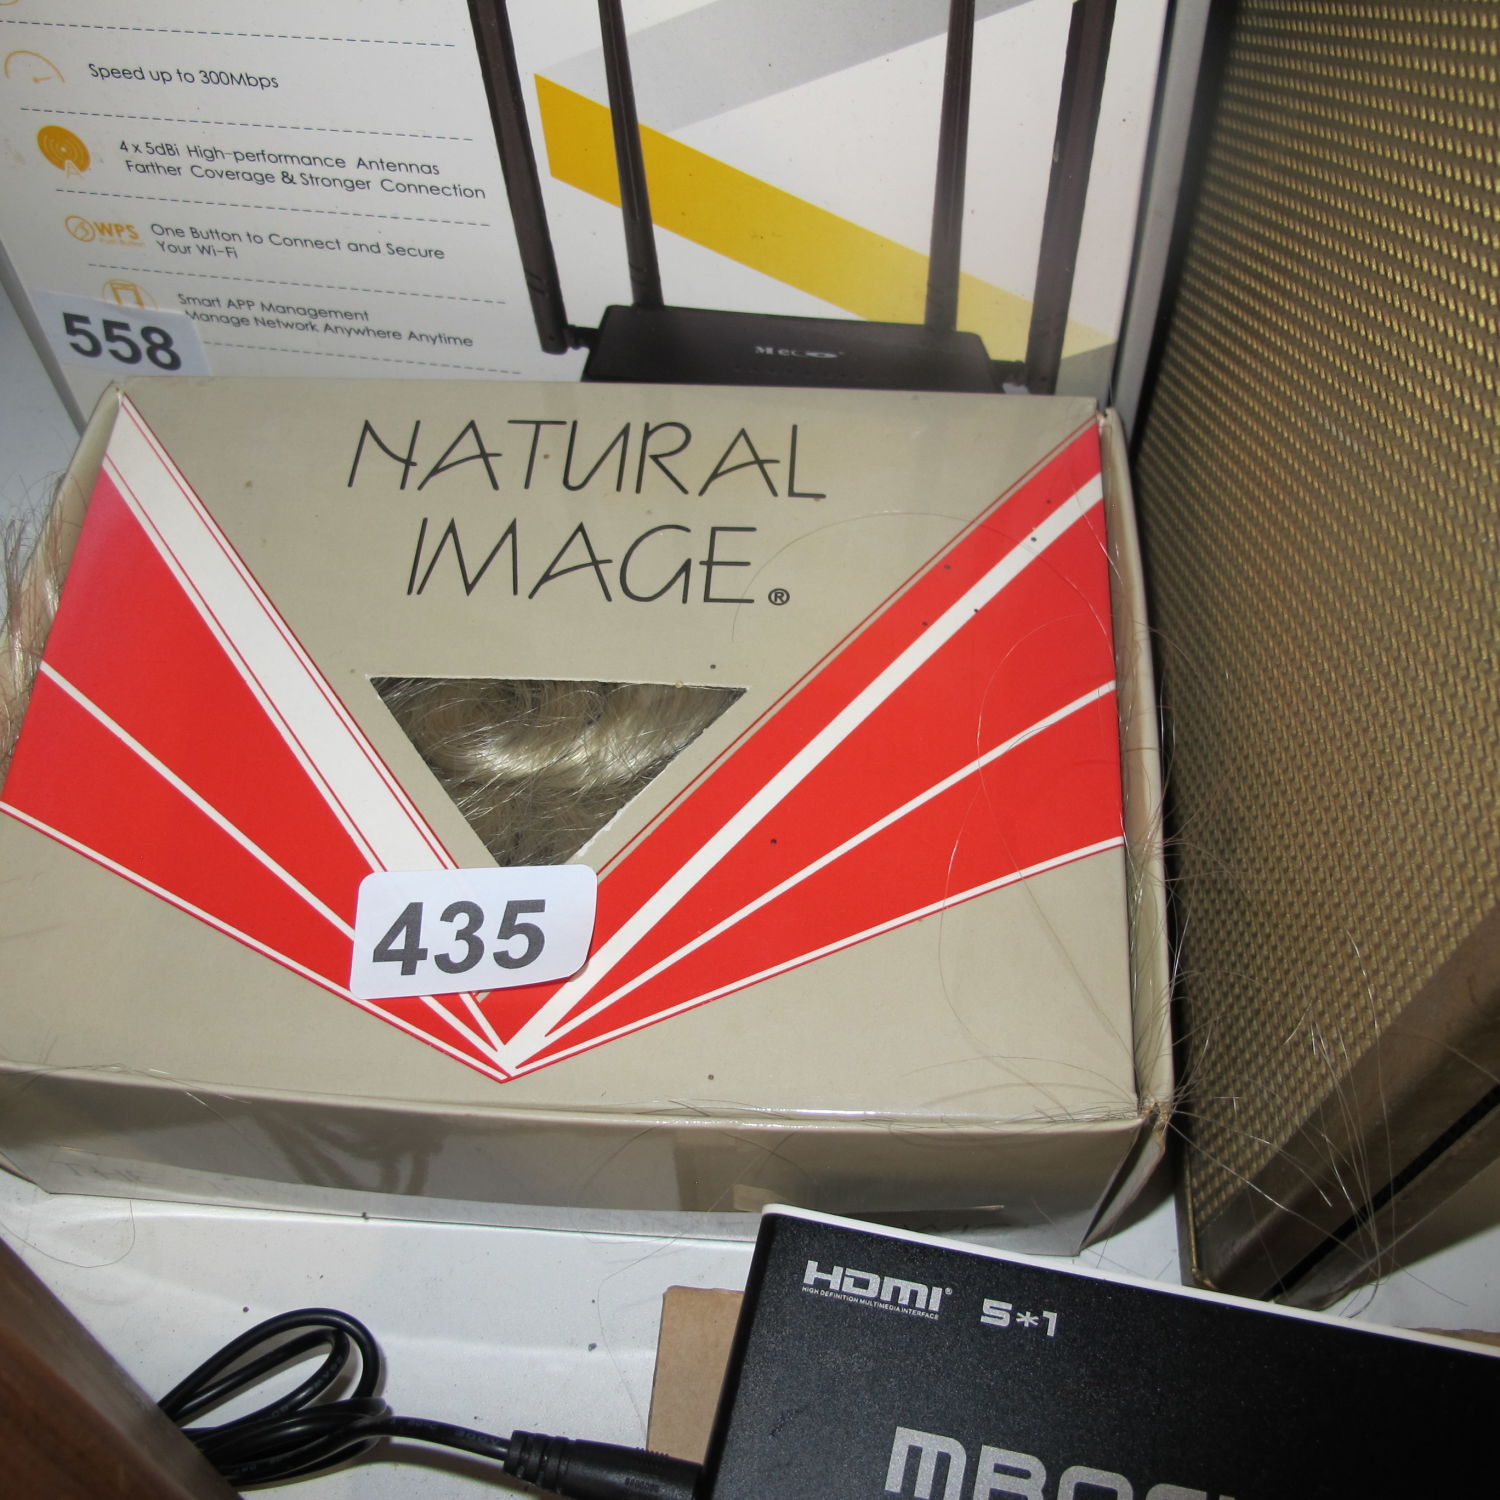 Speed up to 300Mbps
4 x 5dBi High-performance Antennas
Farther Coverage & Stronger Connection
WPS
One Button to Connect and Secure
Your Wi-Fi
Smart APP Management
Manage Network Anywhere Anytime
558
NATURAL
IMAGE®
435
HDMI®
HIGH DEFINITION MULTIMEDIA INTERFACE
5*1